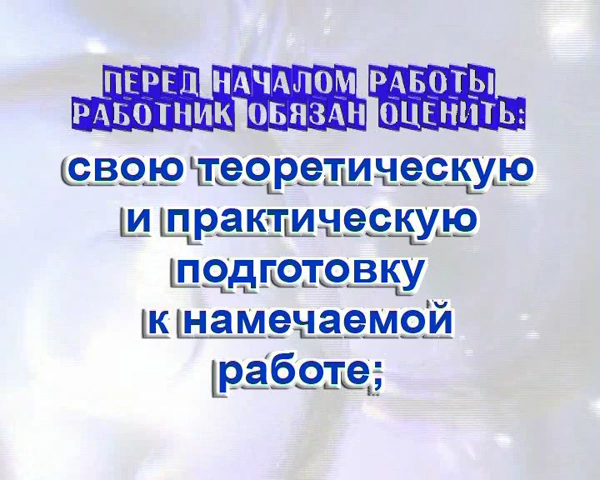 ПЕРЕД НАЧАЛОМ РАБОТЫ
РАБОТНИК ОБЯЗАН ОЦЕНИТЬ:
свою теоретическую
и практическую
подготовку
к намечаемой
работе;